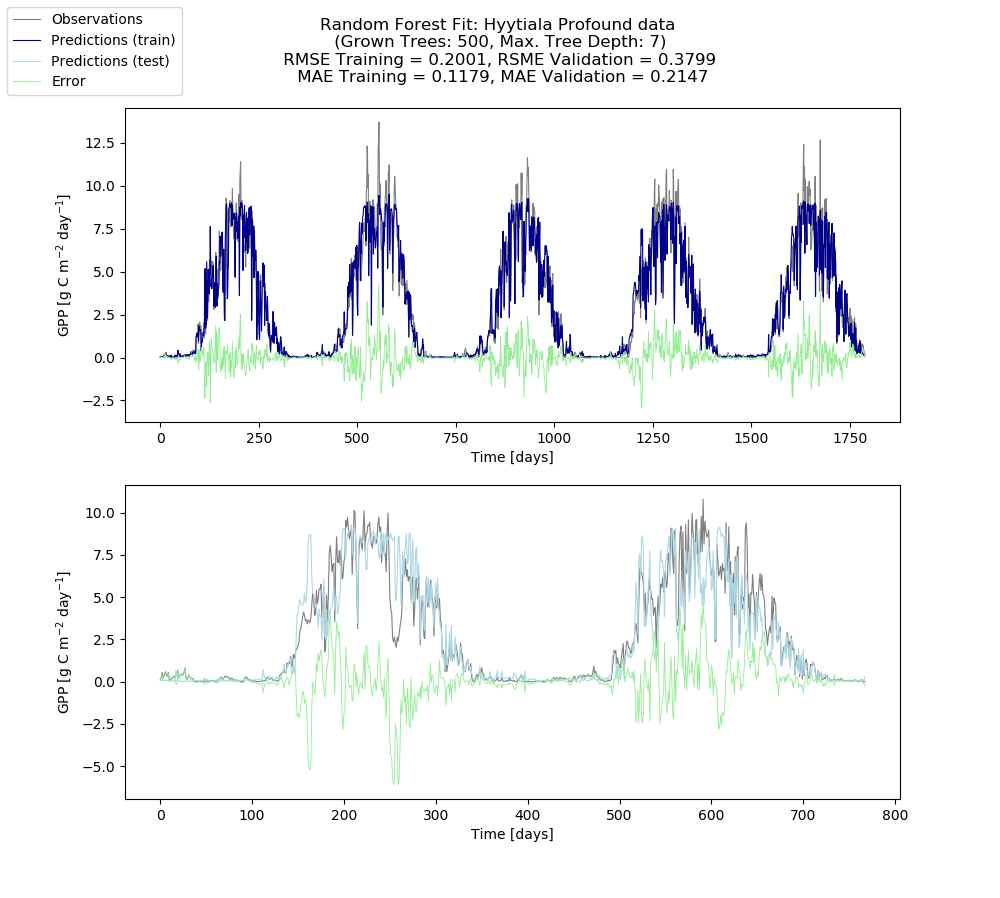 Observations
Predictions (train)
Predictions (test)
Error
Random Forest Fit: Hyytiala Profound data
(Grown Trees: 500, Max. Tree Depth: 7)
RMSE Training = 0.2001, RSME Validation = 0.3799
MAE Training = 0.1179, MAE Validation = 0.2147
GPP [g C m⁻² day⁻¹]
12.5
10.0
7.5
5.0
2.5
0.0
−2.5
0 250 500 750 1000 1250 1500 1750
Time [days]
GPP [g C m⁻² day⁻¹]
10.0
7.5
5.0
2.5
0.0
−2.5
−5.0
0 100 200 300 400 500 600 700 800
Time [days]